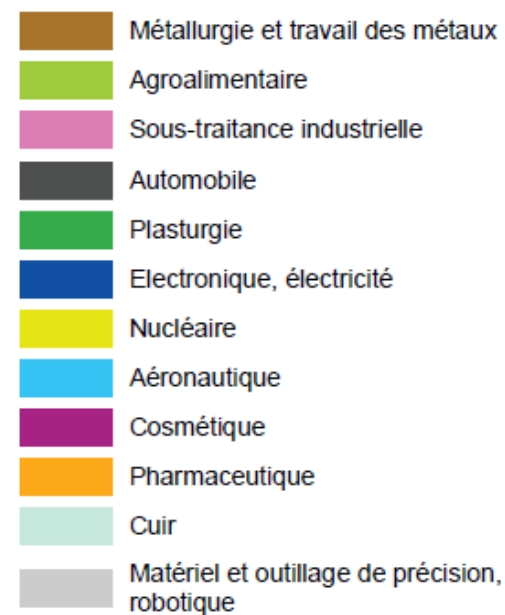 Métallurgie et travail des métaux
Agroalimentaire
Sous-traitance industrielle
Automobile
Plasturgie
Electronique, électricité
Nucléaire
Aéronautique
Cosmétique
Pharmaceutique
Cuir
Matériel et outillage de précision,
robotique